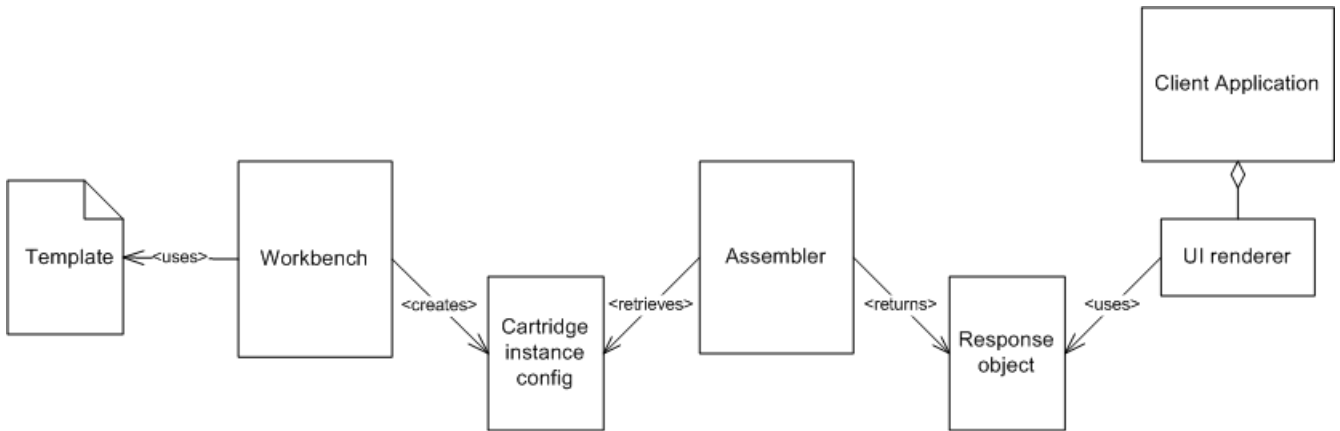 Client Application
Template
<uses>
Workbench
Assembler
UI renderer
<creates>
<retrieves>
<returns>
<uses>
Cartridge
instance
config
Response
object